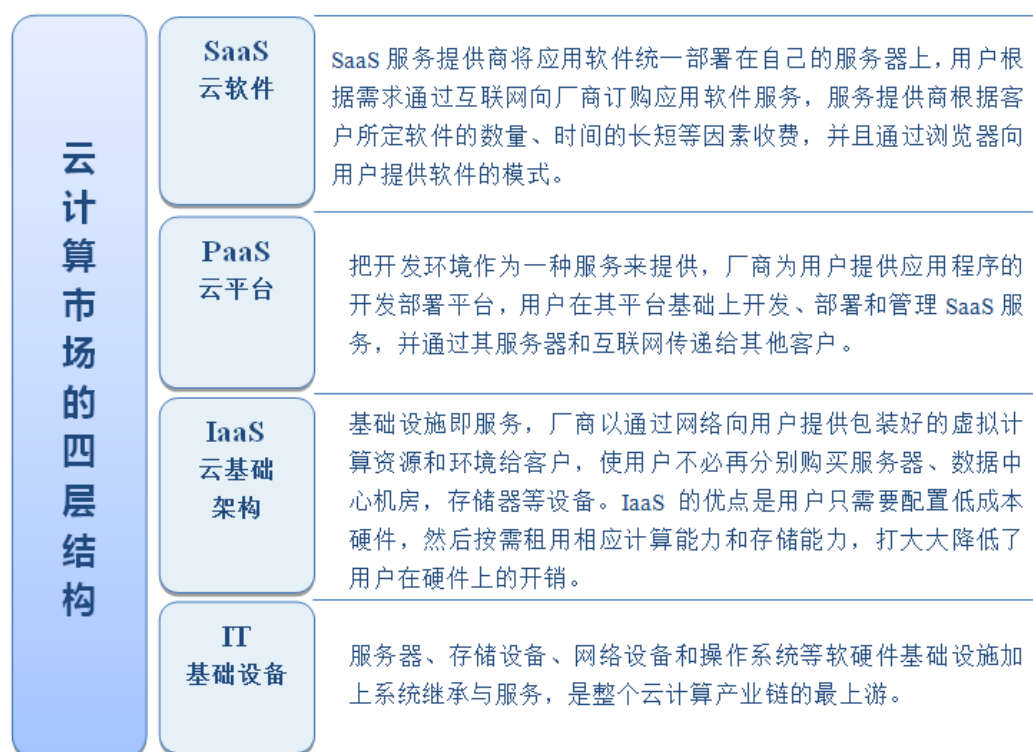 云计算市场的四层结构
SaaS
云软件
SaaS 服务提供商将应用软件统一部署在自己的服务器上，用户根
据需求通过互联网向厂商订购应用软件服务，服务提供商根据客
户所定软件的数量、时间的长短等因素收费，并且通过浏览器向
用户提供软件的模式。
PaaS
云平台
把开发环境作为一种服务来提供，厂商为用户提供应用程序的
开发部署平台，用户在其平台基础上开发、部署和管理 SaaS 服
务，并通过其服务器和互联网传递给其他客户。
IaaS
云基础
架构
基础设施即服务，厂商以通过网络向用户提供包装好的虚拟计
算资源和环境给客户，使用户不必再分别购买服务器、数据中
心机房，存储器等设备。IaaS 的优点是用户只需要配置低成本
硬件，然后按需租用相应计算能力和存储能力，打大大降低了
用户在硬件上的开销。
IT
基础设备
服务器、存储设备、网络设备和操作系统等软硬件基础设施加
上系统继承与服务，是整个云计算产业链的最上游。